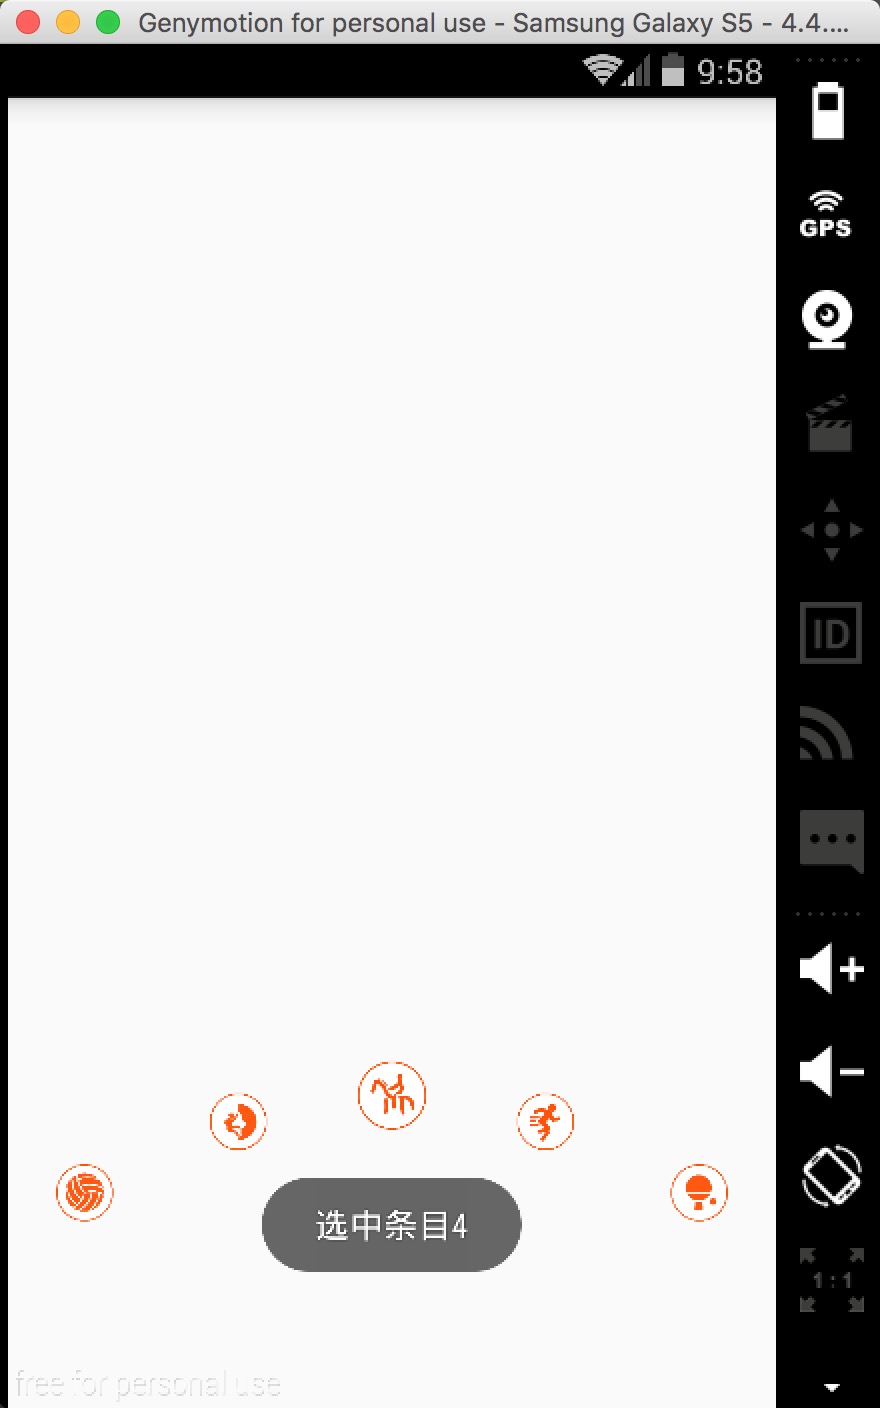 Genymotion for personal use - Samsung Galaxy S5 - 4.4....
9:58
GPS
ID
选中条目4
1:1
free for personal use